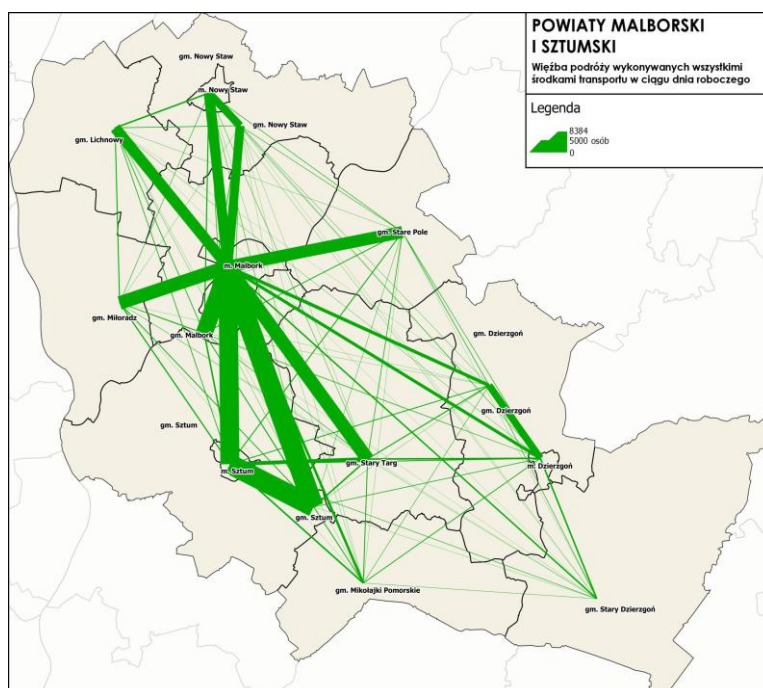 POWIATY MALBORSKI
I SZTUMSKI
Więźba podróży wykonywanych wszystkimi
środkami transportu w ciągu dnia roboczego
Legenda
8384
5000 osób
0
gm. Nowy Staw
m. Nowy Staw
gm. Nowy Staw
gm. Lichnowy
gm. Stare Pole
m. Malbork
gm. Miłoradz
gm. Malbork
gm. Dzierzgoń
gm. Dzierzgoń
gm. Sztum
m. Sztum
gm. Stary Targ
m. Dzierzgoń
gm. Sztum
gm. Mikołajki Pomorskie
gm. Stary Dzierzgoń